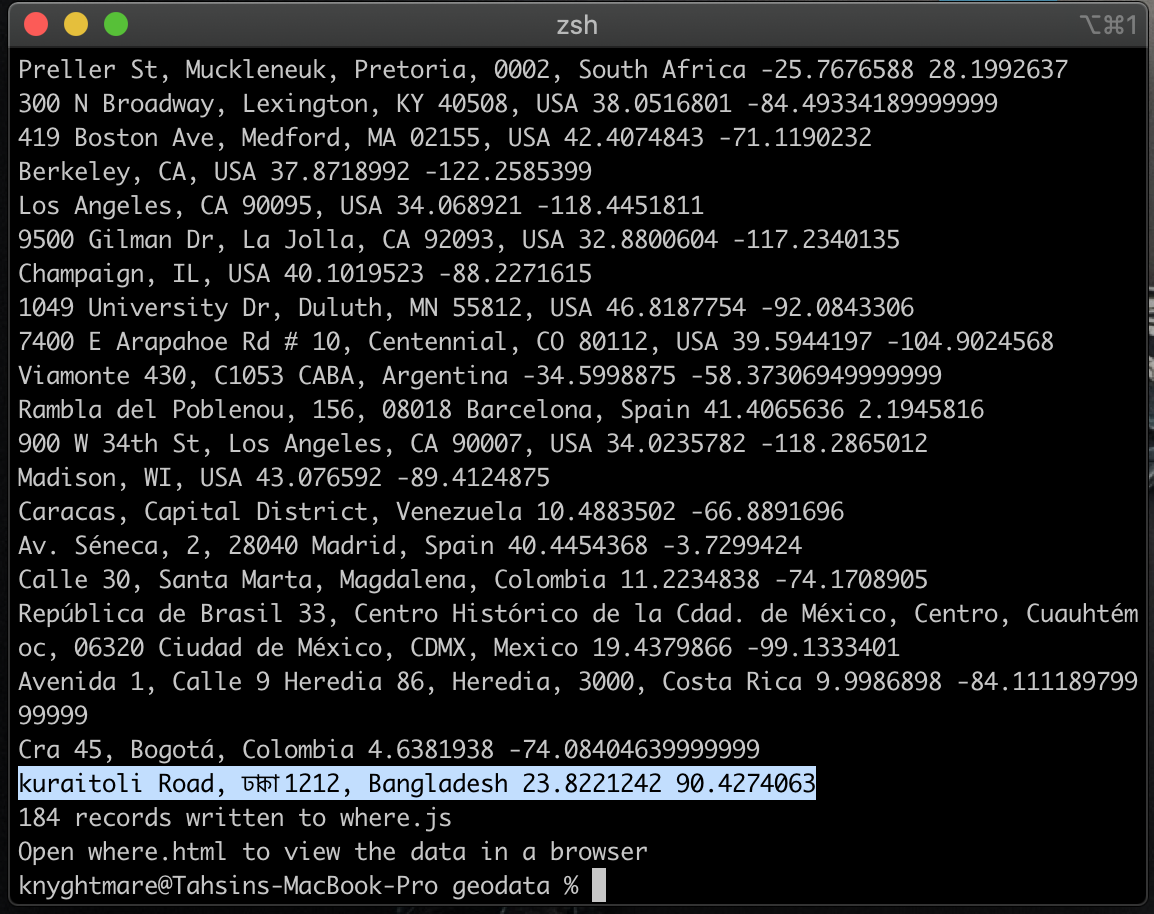 zsh
⌥⌘1
Preller St, Muckleneuk, Pretoria, 0002, South Africa -25.7676588 28.1992637
300 N Broadway, Lexington, KY 40508, USA 38.0516801 -84.49334189999999
419 Boston Ave, Medford, MA 02155, USA 42.4074843 -71.1190232
Berkeley, CA, USA 37.8718992 -122.2585399
Los Angeles, CA 90095, USA 34.068921 -118.4451811
9500 Gilman Dr, La Jolla, CA 92093, USA 32.8800604 -117.2340135
Champaign, IL, USA 40.1019523 -88.2271615
1049 University Dr, Duluth, MN 55812, USA 46.8187754 -92.0843306
7400 E Arapahoe Rd # 10, Centennial, CO 80112, USA 39.5944197 -104.9024568
Viamonte 430, C1053 CABA, Argentina -34.5998875 -58.37306949999999
Rambla del Poblenou, 156, 08018 Barcelona, Spain 41.4065636 2.1945816
900 W 34th St, Los Angeles, CA 90007, USA 34.0235782 -118.2865012
Madison, WI, USA 43.076592 -89.4124875
Caracas, Capital District, Venezuela 10.4883502 -66.8891696
Av. Séneca, 2, 28040 Madrid, Spain 40.4454368 -3.7299424
Calle 30, Santa Marta, Magdalena, Colombia 11.2234838 -74.1708905
República de Brasil 33, Centro Histórico de la Cdad. de México, Centro, Cuauhtém
oc, 06320 Ciudad de México, CDMX, Mexico 19.4379866 -99.1333401
Avenida 1, Calle 9 Heredia 86, Heredia, 3000, Costa Rica 9.9986898 -84.111189799
99999
Cra 45, Bogotá, Colombia 4.6381938 -74.08404639999999
kuraitoli Road, ঢাকা 1212, Bangladesh 23.8221242 90.4274063
184 records written to where.js
Open where.html to view the data in a browser
knyghtmare@Tahsins-MacBook-Pro geodata %